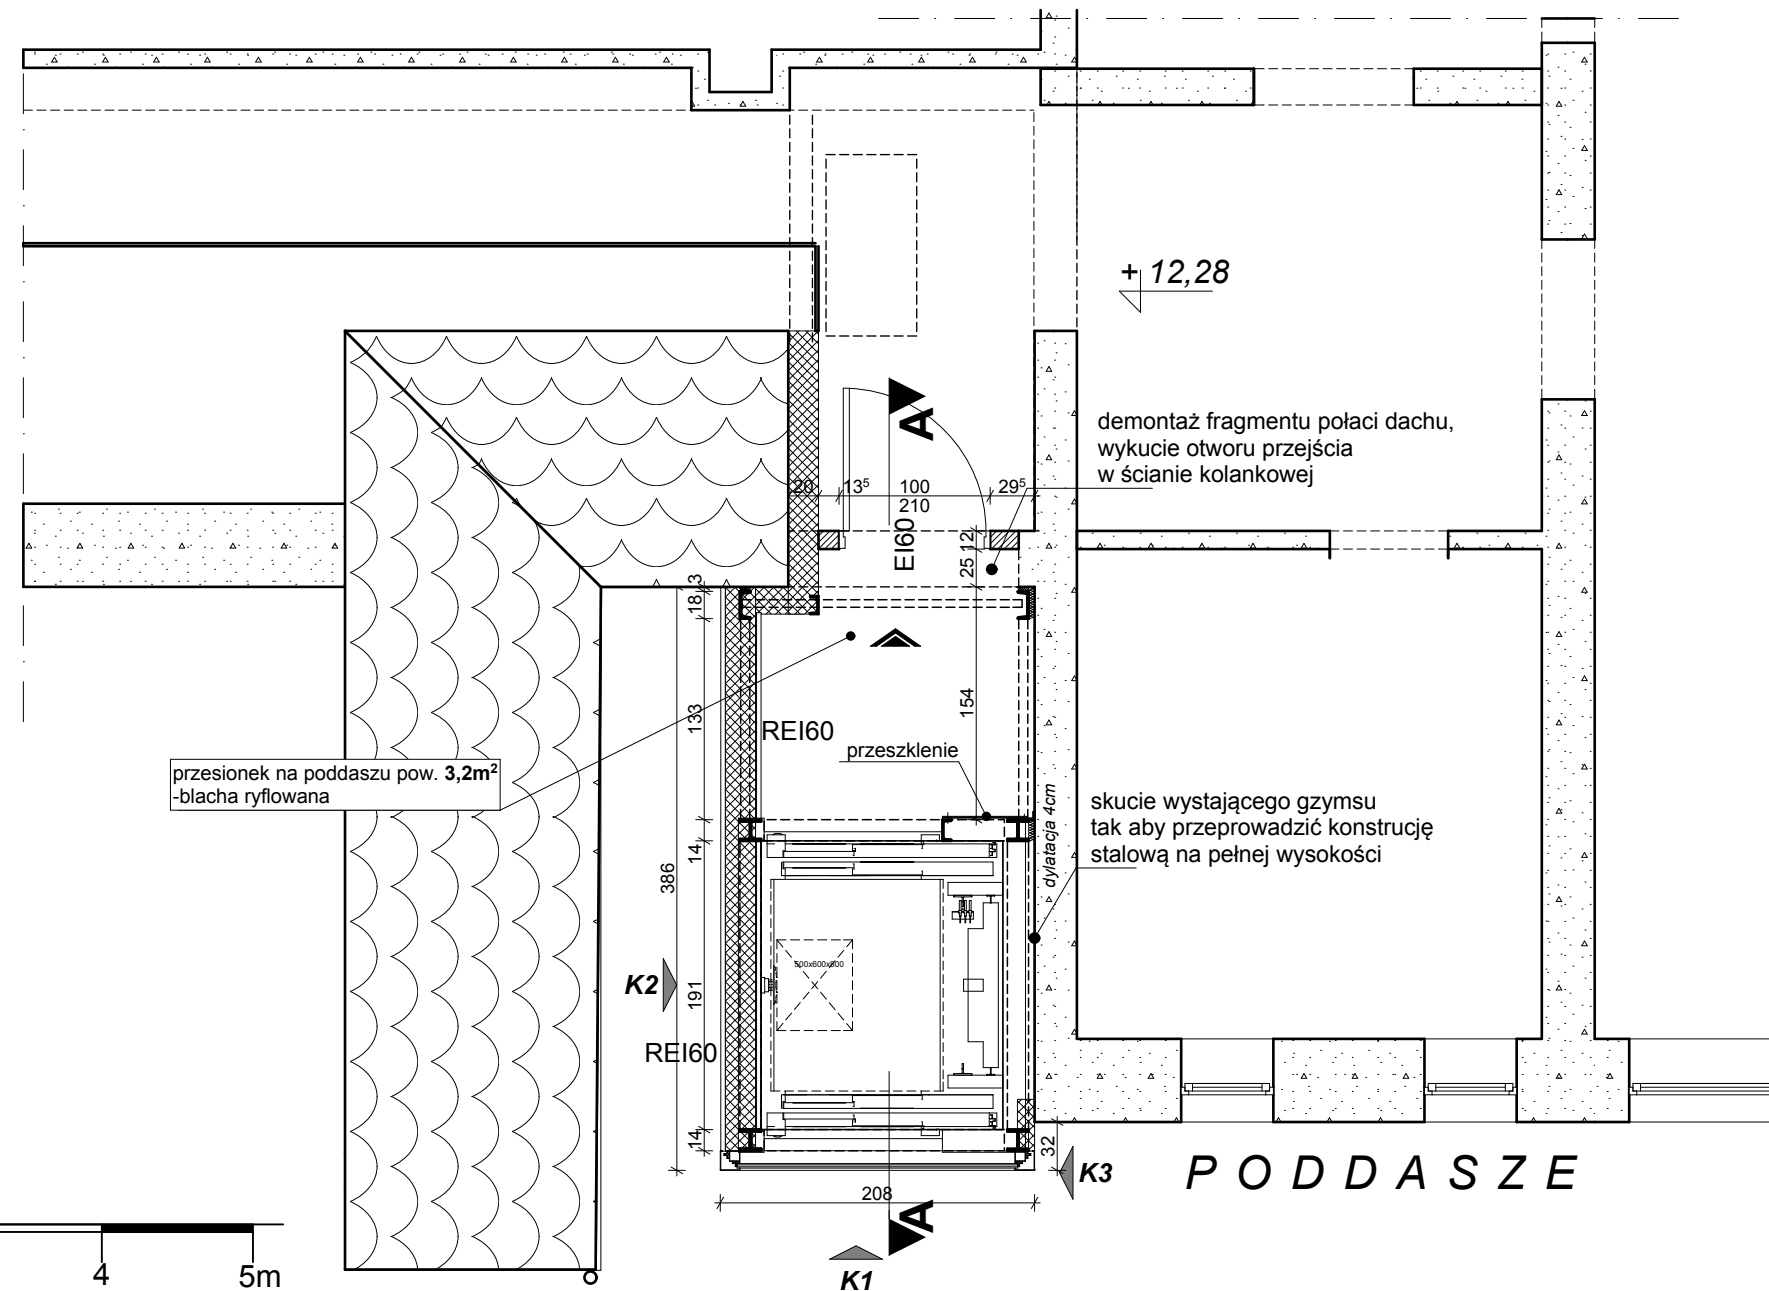 + 12,28
A
demontaż fragmentu połaci dachu,
wykucie otworu przejścia
w ścianie kolankowej
20
13⁵
100
29⁵
210
EI60
12
25
3
18
133
154
REI60
przeszklenie
przesionek na poddaszu pow. 3,2m²
-blacha ryflowana
dylatacja 4cm
skucie wystającego gzymsu
tak aby przeprowadzić konstrucję
stalową na pełnej wysokości
14
386
500x600x800
K2
191
REI60
14
32
K3
PODDASZE
208
A
K1
4
5m